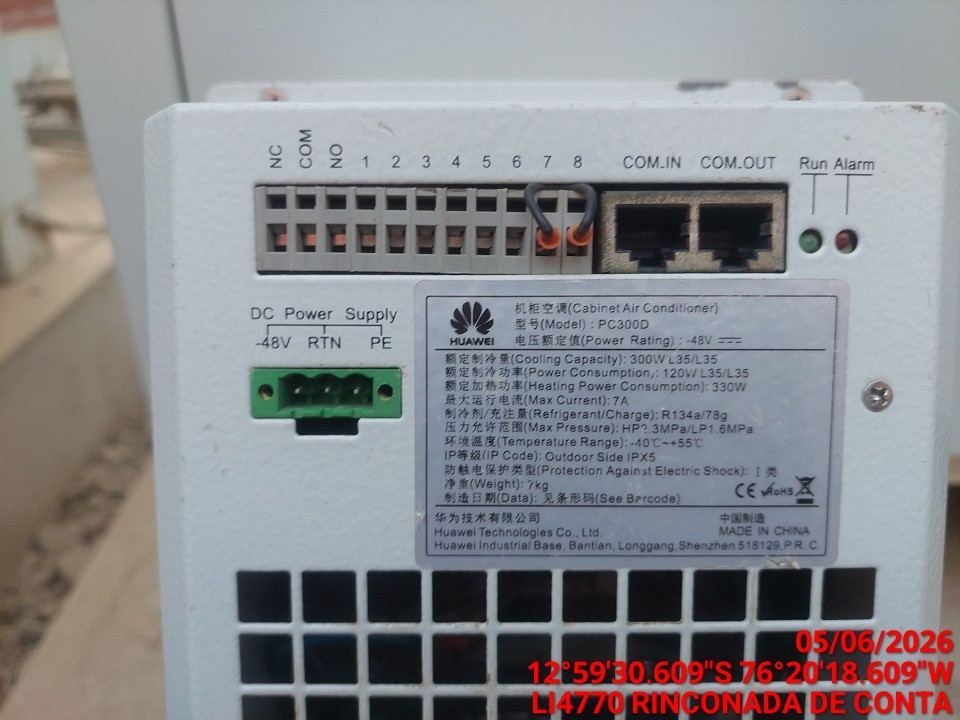 NC COM NO 1 2 3 4 5 6 7 8 COM.IN COM.OUT Run Alarm
DC Power Supply
-48V RTN PE
HUAWEI
机柜空调(Cabinet Air Conditioner)
型号(Model) : PC300D
电压额定值(Power Rating) : -48V
额定制冷量(Cooling Capacity): 300W L35/L35
额定制冷功率(Power Consumption): 120W L35/L35
额定加热功率(Heating Power Consumption): 330W
最大运行电流(Max Current): 7A
制冷剂/充注量(Refrigerant/Charge): R134a/78g
压力允许范围(Max Pressure): .3MPa/LP1.6MPa
环境温度(Temperature Range): -40℃~+55℃
IP等级(IP Code): Outdoor Side IPX5
防触电保护类型(Protection Against Electric Shock): I 类
净重(Weight): 7kg
制造日期(Data): 见条形码(See Barcode)
CE RoHS
华为技术有限公司
Huawei Technologies Co., Ltd.
Huawei Industrial Base, Bantian, Longgang,Shenzhen 518129,P.R. C
中国制造
MADE IN CHINA
05/06/2026
12°59'30.609"S 76°20'18.609"W
LI4770 RINCONADA DE CONTA